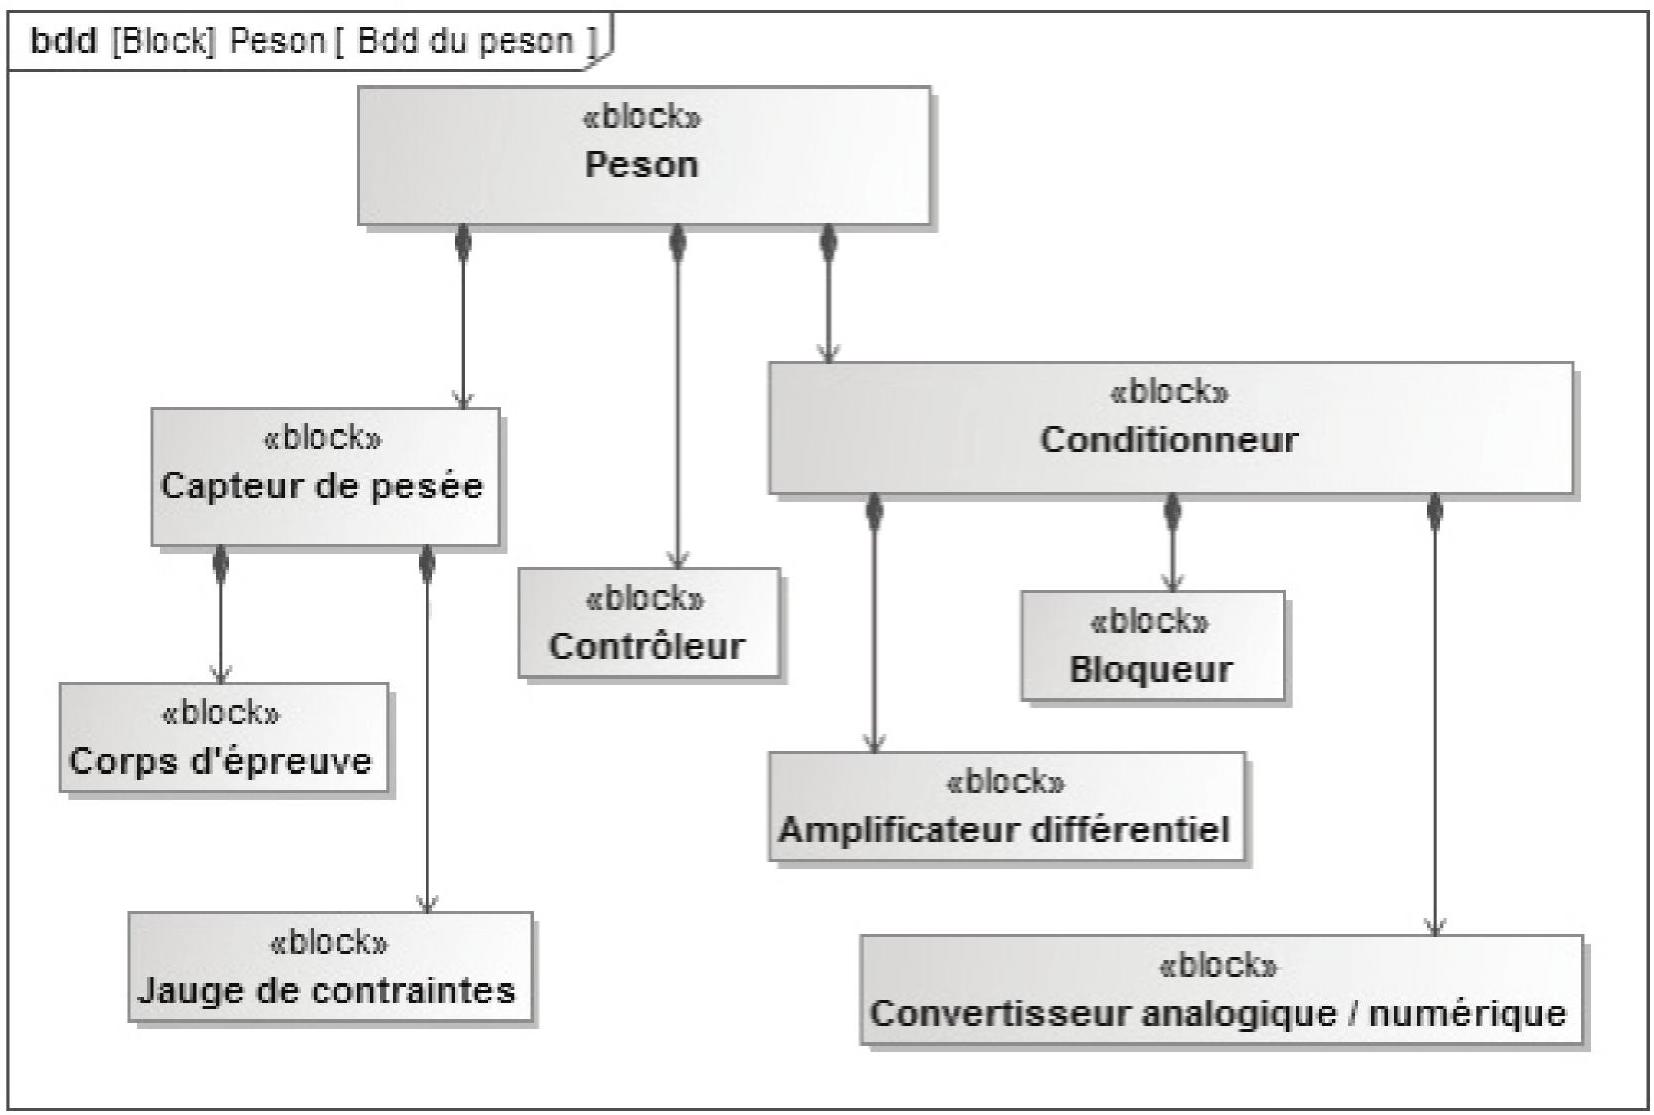 bdd [Block] Peson [ Bdd du peson ]
«block»
Peson
«block»
Capteur de pesée
«block»
Contrôleur
«block»
Conditionneur
«block»
Corps d'épreuve
«block»
Jauge de contraintes
«block»
Bloqueur
«block»
Amplificateur différentiel
«block»
Convertisseur analogique / numérique